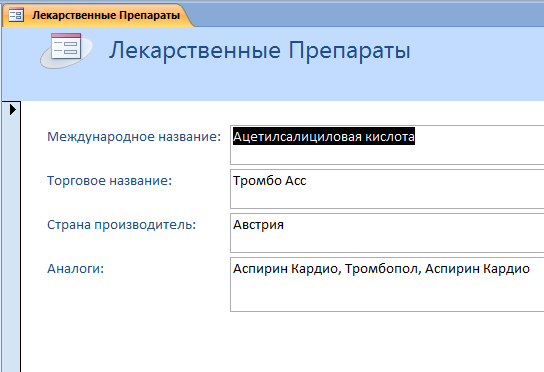 Лекарственные Препараты
Лекарственные Препараты
Международное название: Ацетилсалициловая кислота
Торговое название: Тромбо Асс
Страна производитель: Австрия
Аналоги: Аспирин Кардио, Тромбопол, Аспирин Кардио